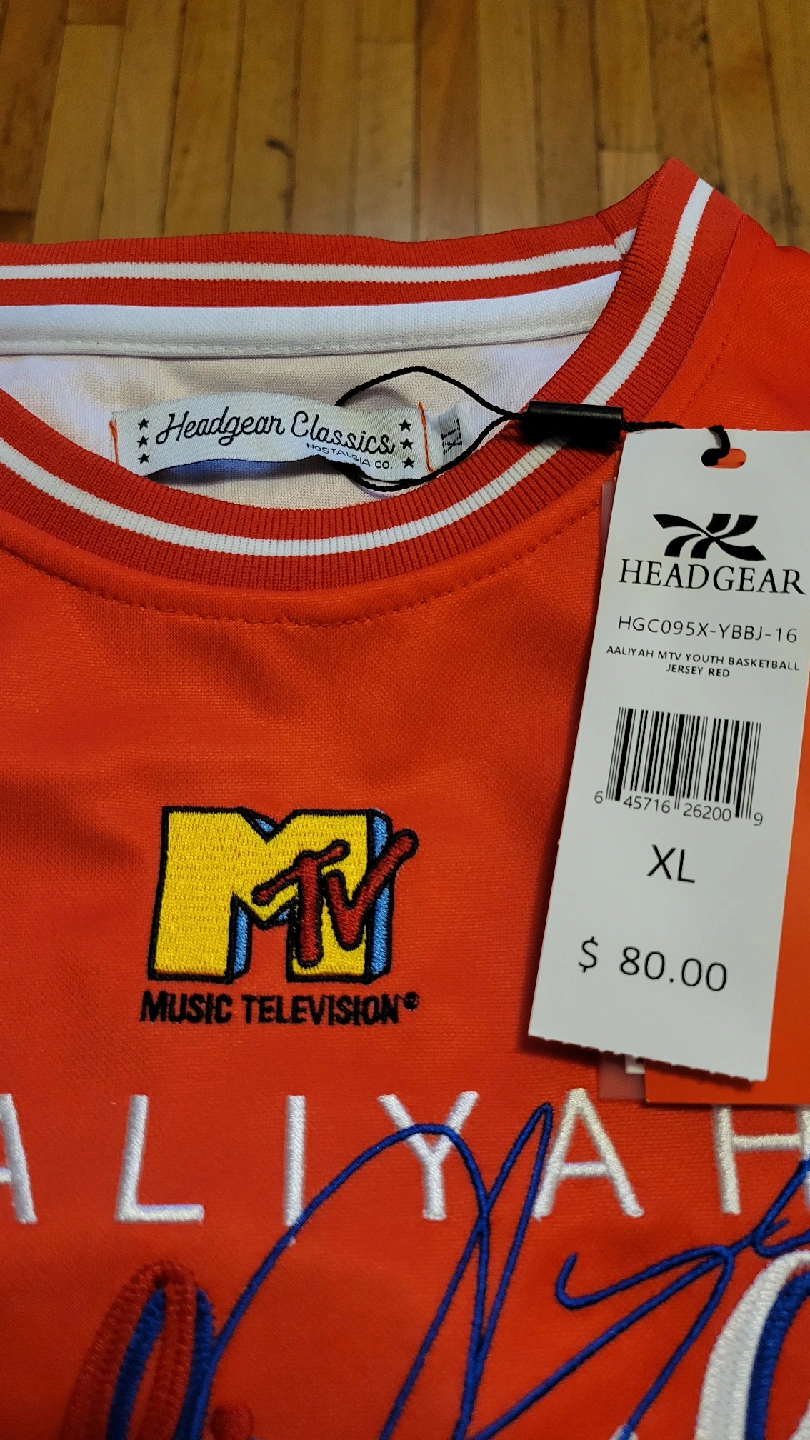 Headgear Classics
NOSTALGIA CO.
XL
HEADGEAR
HGC095X-YBBJ-16
AALIYAH MTV YOUTH BASKETBALL
JERSEY RED
6 45716 26200 9
XL
$ 80.00
MTV
MUSIC TELEVISION®
ALIYAH